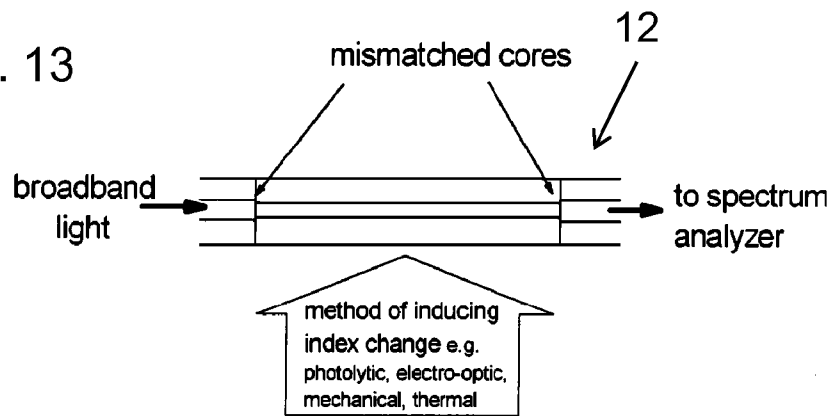 . 13
mismatched cores
12
broadband
light
to spectrum
analyzer
method of inducing
index change e.g.
photolytic, electro-optic,
mechanical, thermal